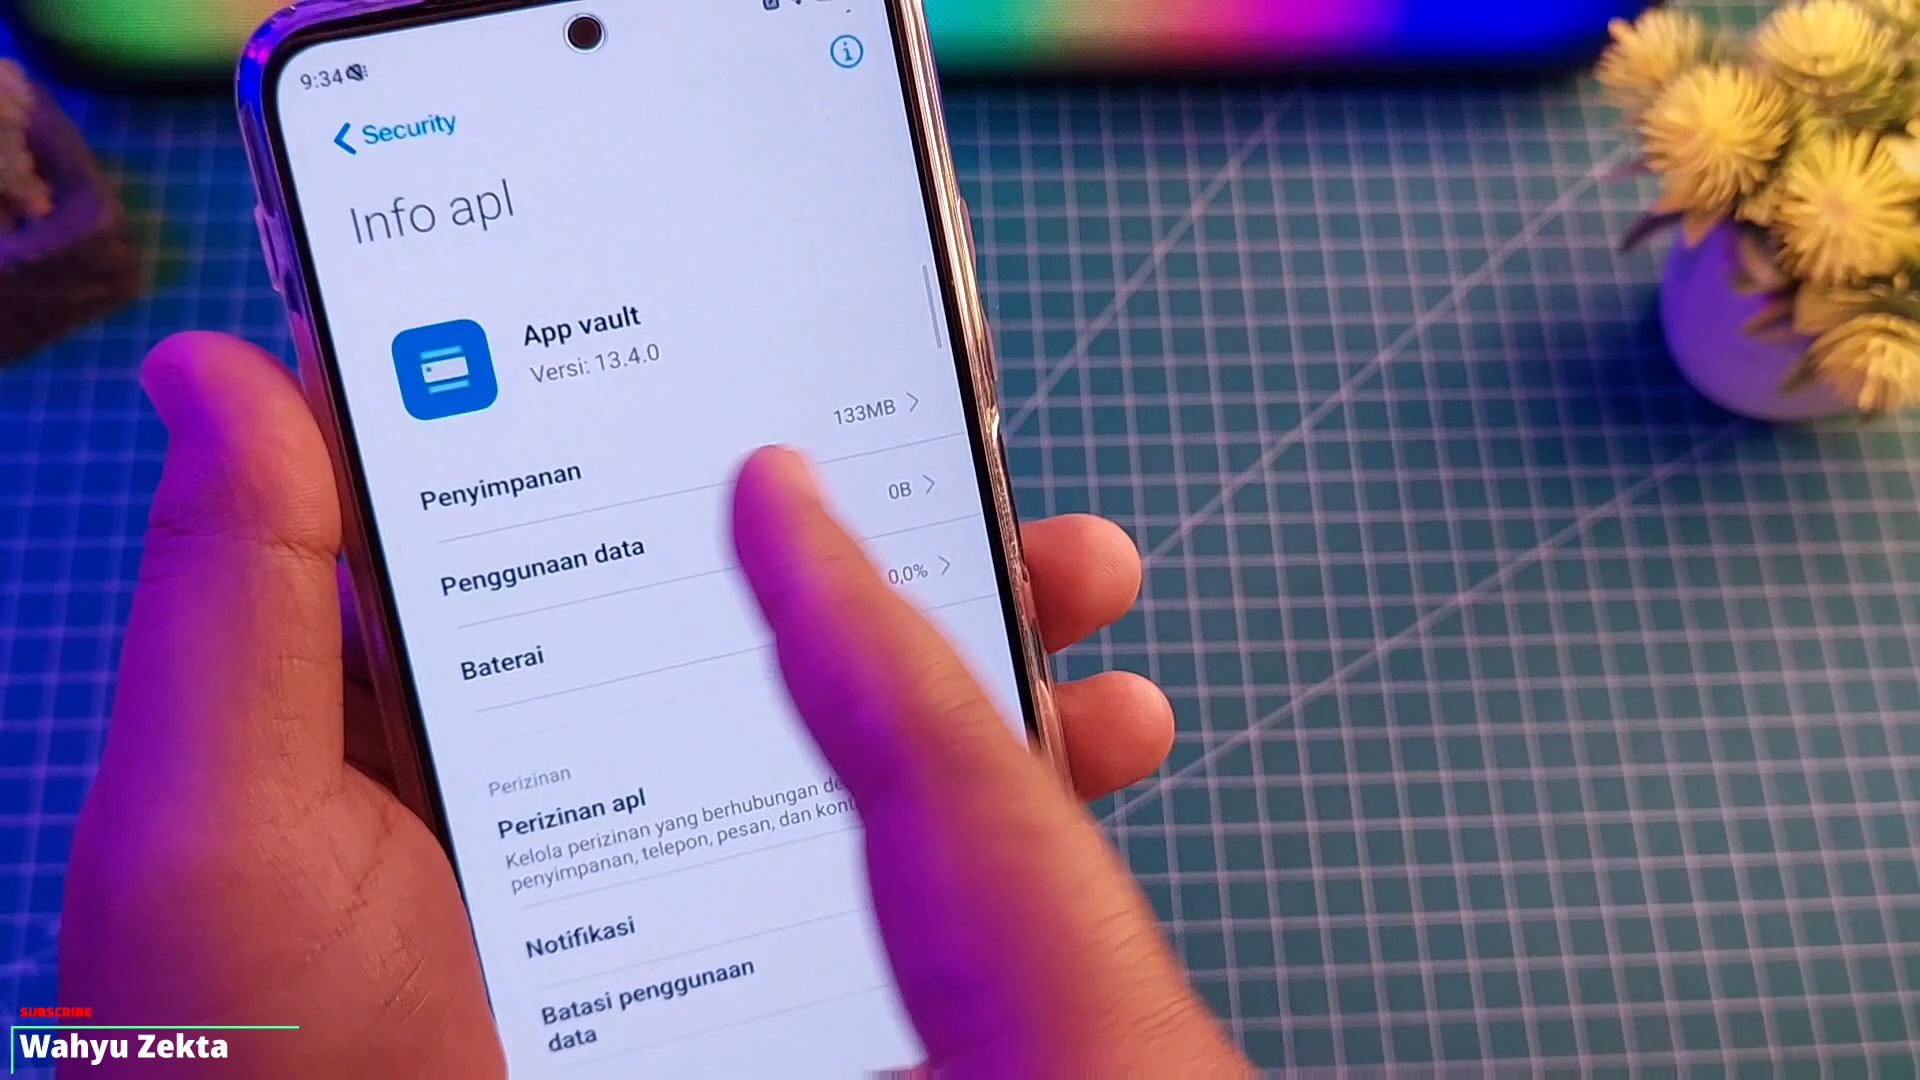 9:34
Security
Info apl
App vault
Versi: 13.4.0
Penyimpanan 133MB
Penggunaan data 0B
Baterai 0,0%
Perizinan
Perizinan apl
Kelola perizinan yang berhubungan
penyimpanan, telepon, pesan, dan
Notifikasi
Batasi penggunaan
data
SUBSCRIBE
Wahyu Zekta